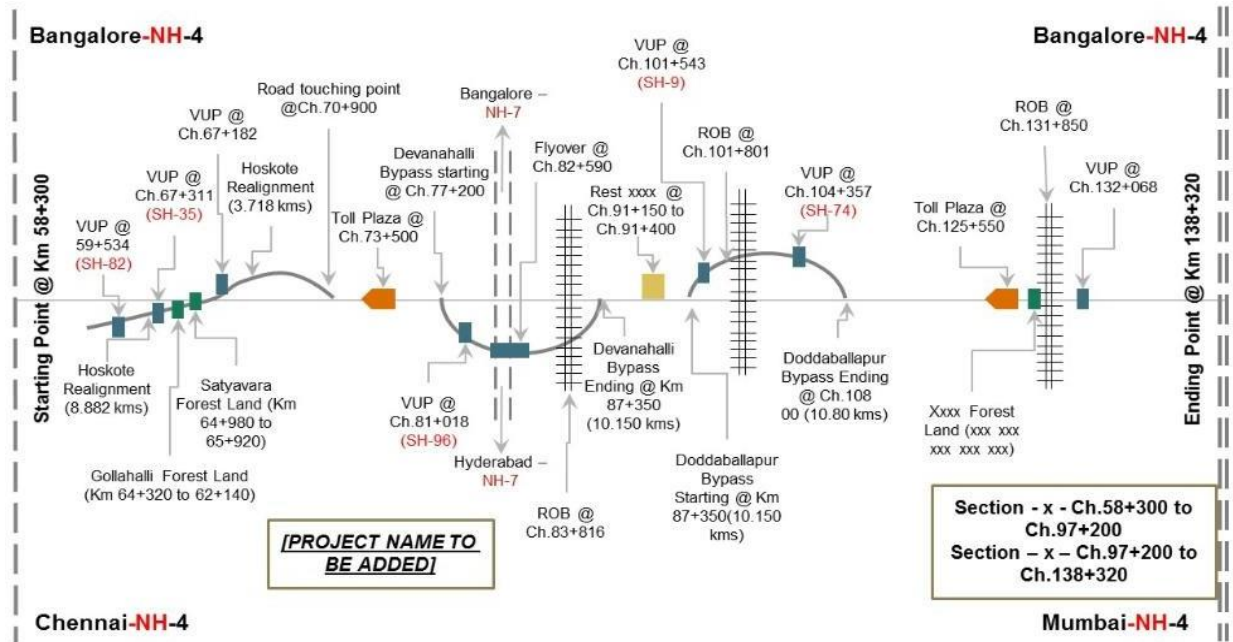 Bangalore-NH-4
Bangalore-NH-4
Starting Point @ Km 58+300
VUP @
59+534
(SH-82)
VUP @
Ch.67+311
(SH-35)
VUP @
Ch.67+182
Hoskote
Realignment
(3.718 kms)
Road touching point
@Ch.70+900
Toll Plaza @
Ch.73+500
Devanahalli
Bypass starting
@ Ch.77+200
Bangalore –
NH-7
Flyover @
Ch.82+590
Rest xxxx @
Ch.91+150 to
Ch.91+400
VUP @
Ch.101+543
(SH-9)
ROB @
Ch.101+801
VUP @
Ch.104+357
(SH-74)
Toll Plaza @
Ch.125+550
ROB @
Ch.131+850
VUP @
Ch.132+068
Ending Point @ Km 138+320
Hoskote
Realignment
(8.882 kms)
Satyavara
Forest Land (Km
64+980 to
65+920)
Gollahalli Forest Land
(Km 64+320 to 62+140)
VUP @
Ch.81+018
(SH-96)
Hyderabad –
NH-7
ROB @
Ch.83+816
Devanahalli
Bypass
Ending @ Km
87+350
(10.150 kms)
Doddaballapur
Bypass
Starting @ Km
87+350(10.150
kms)
Doddaballapur
Bypass Ending
@ Ch.108
00 (10.80 kms)
Xxxx Forest
Land (xxx xxx
xxx xxx xxx)
[PROJECT NAME TO
BE ADDED]
Section - x - Ch.58+300 to
Ch.97+200
Section – x – Ch.97+200 to
Ch.138+320
Chennai-NH-4
Mumbai-NH-4